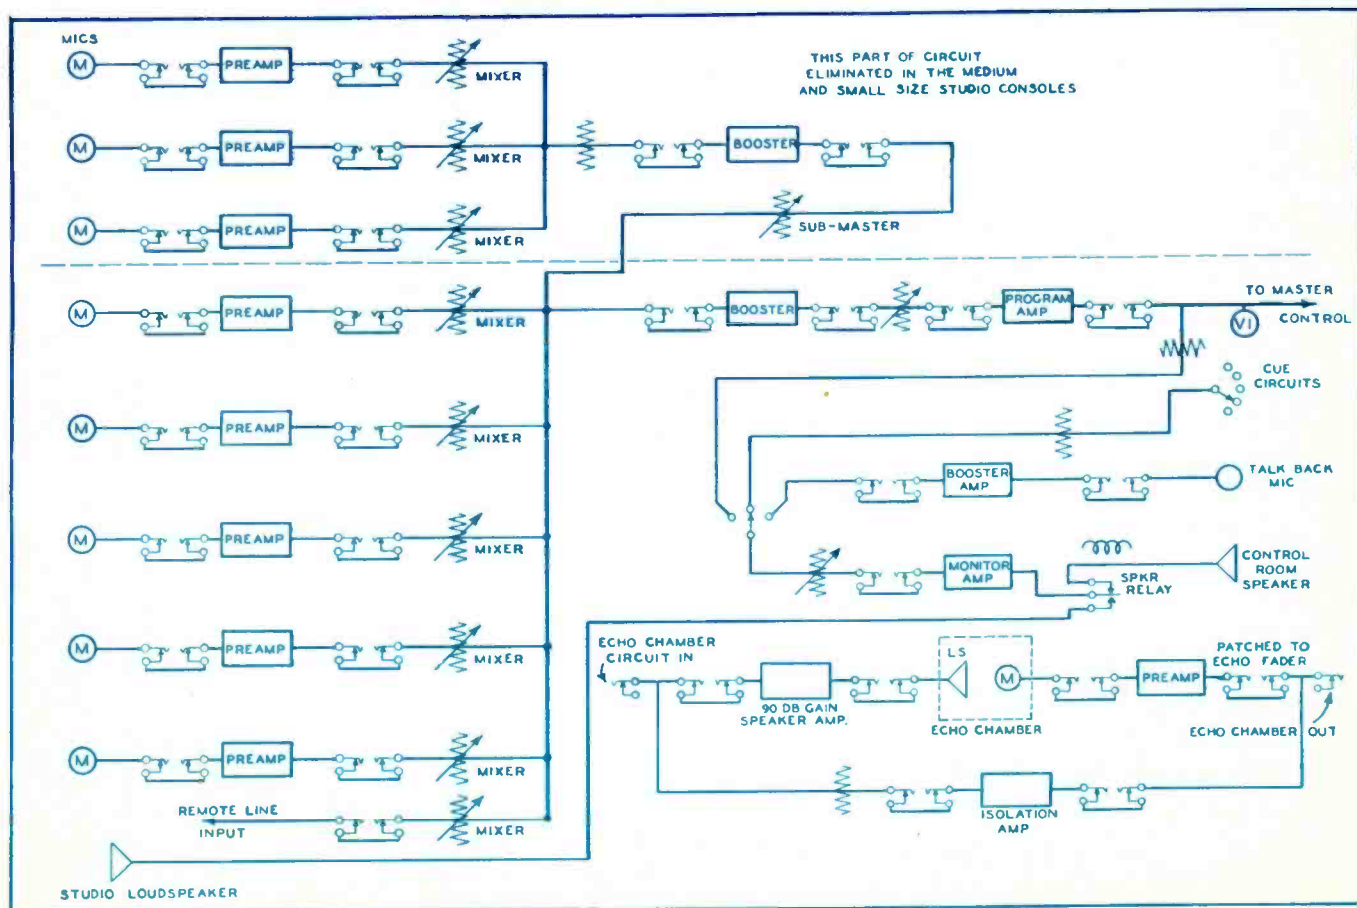 MICS
M
PREAMP
MIXER
M
PREAMP
MIXER
M
PREAMP
MIXER
THIS PART OF CIRCUIT
ELIMINATED IN THE MEDIUM
AND SMALL SIZE STUDIO CONSOLES
BOOSTER
SUB-MASTER
M
PREAMP
MIXER
BOOSTER
PROGRAM
AMP
TO MASTER
CONTROL
VI
M
PREAMP
MIXER
CUE
CIRCUITS
BOOSTER
AMP
TALK BACK
MIC
M
PREAMP
MIXER
MONITOR
AMP
SPKR
RELAY
CONTROL
ROOM
SPEAKER
M
PREAMP
MIXER
ECHO CHAMBER
CIRCUIT IN
90 DB GAIN
SPEAKER AMP.
LS
M
ECHO CHAMBER
PREAMP
PATCHED TO
ECHO FADER
ECHO CHAMBER OUT
M
PREAMP
MIXER
ISOLATION
AMP
REMOTE LINE
INPUT
MIXER
STUDIO LOUDSPEAKER